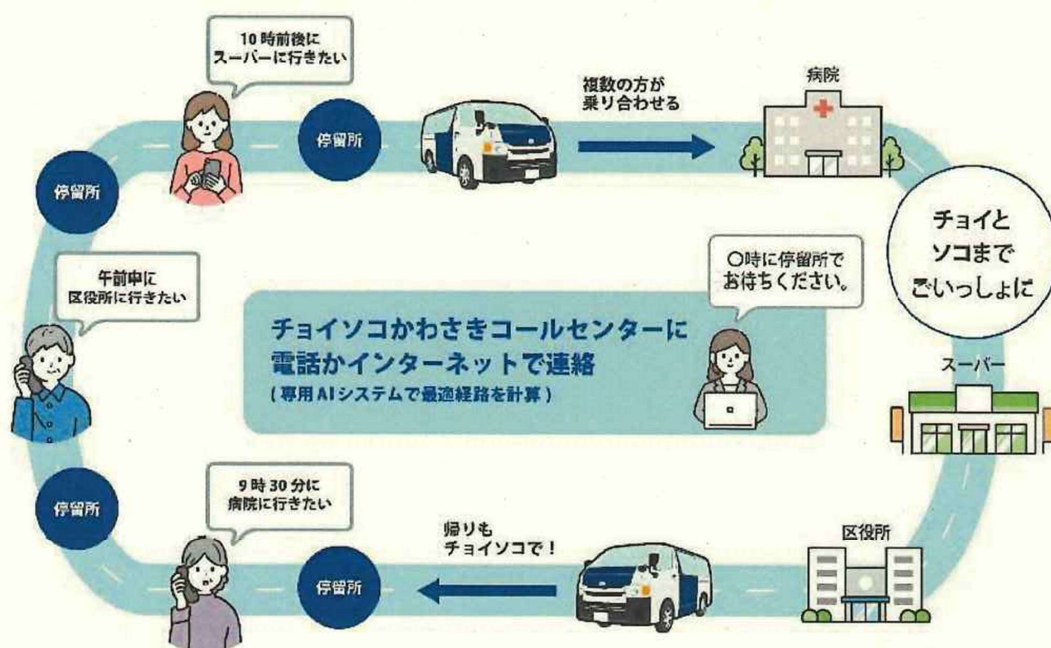 10時前後に
スーパーに行きたい
停留所
複数の方が
乗り合わせる
病院
停留所
チョイと
ソコまで
ごいっしょに
午前中に
区役所に行きたい
〇時に停留所で
お待ちください。
チョイソコかわさきコールセンターに
電話かインターネットで連絡
(専用AIシステムで最適経路を計算)
スーパー
停留所
9時30分に
病院に行きたい
帰りも
チョイソコで！
区役所
停留所